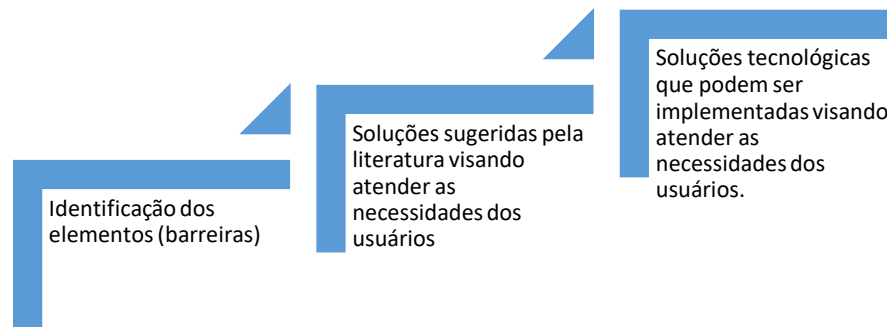 Identificação dos
elementos (barreiras)
Soluções sugeridas pela
literatura visando
atender as
necessidades dos
usuários
Soluções tecnológicas
que podem ser
implementadas visando
atender as
necessidades dos
usuários.